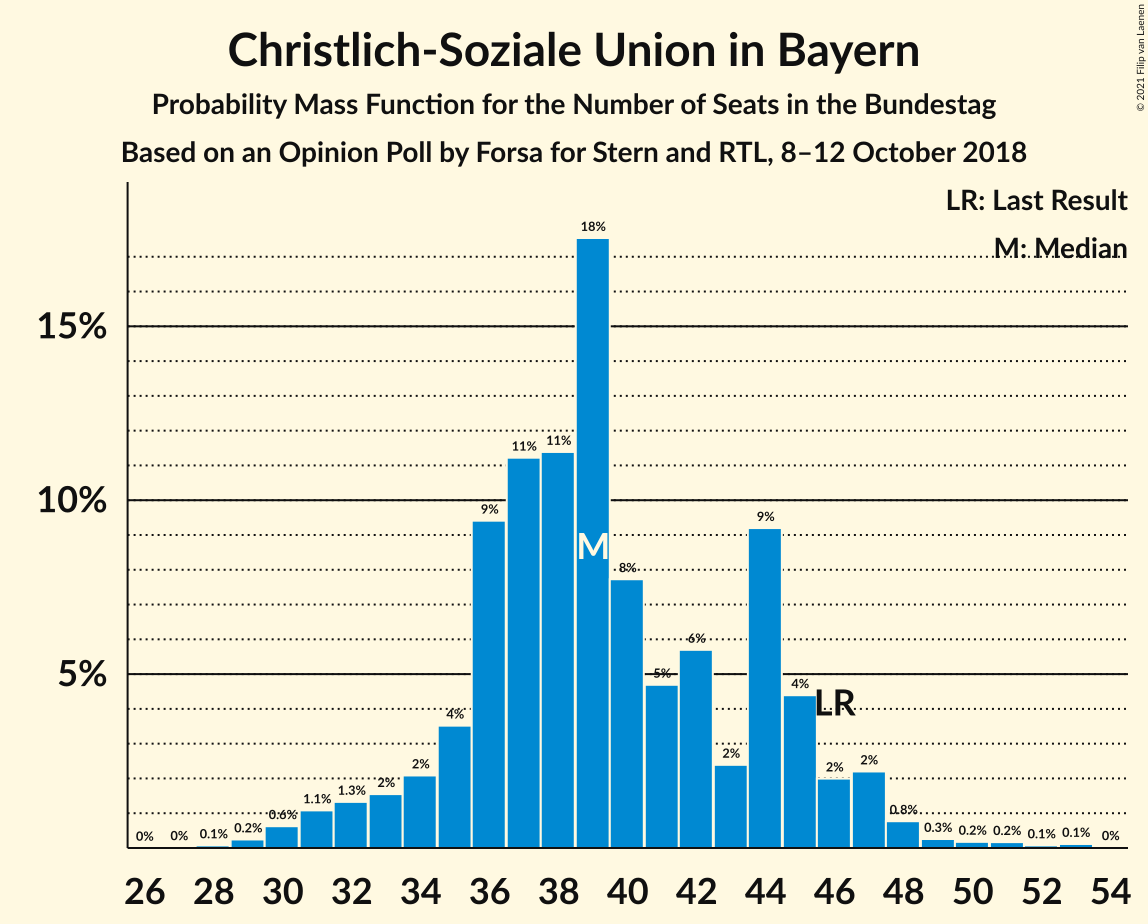 Christlich-Soziale Union in Bayern
Probability Mass Function for the Number of Seats in the Bundestag
Based on an Opinion Poll by Forsa for Stern and RTL, 8–12 October 2018
© 2021 Filip van Laenen
LR: Last Result
M: Median
15%
10%
5%
0% 0% 0.1% 0.2% 0.6% 1.1% 1.3% 2% 2% 4% 9% 11% 11% 18% 8% 5% 6% 2% 9% 4% 2% 2% 0.8% 0.3% 0.2% 0.2% 0.1% 0.1% 0%
M
LR
26 28 30 32 34 36 38 40 42 44 46 48 50 52 54